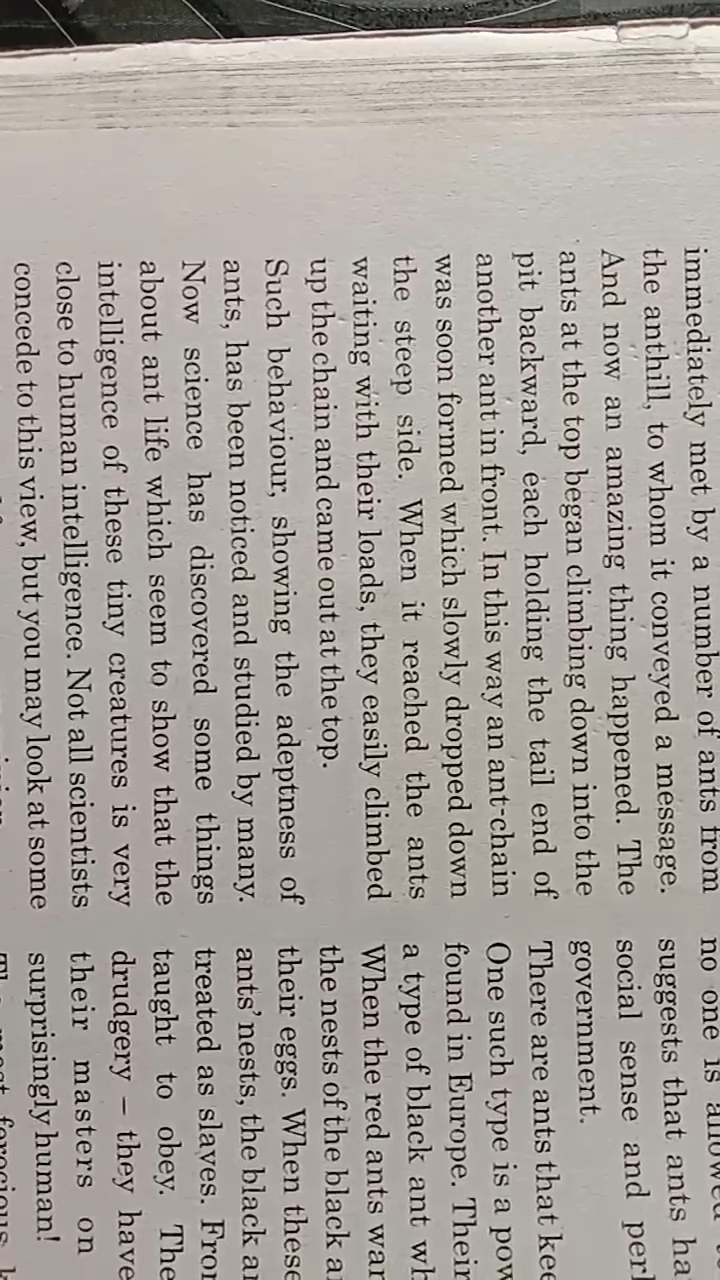 immediately met by a number of ants from
the anthill, to whom it conveyed a message.
And now an amazing thing happened. The
ants at the top began climbing down into the
pit backward, each holding the tail end of
another ant in front. In this way an ant-chain
was soon formed which slowly dropped down
the steep side. When it reached the ants
waiting with their loads, they easily climbed
up the chain and came out at the top.
Such behaviour, showing the adeptness of
ants, has been noticed and studied by many.
Now science has discovered some things
about ant life which seem to show that the
intelligence of these tiny creatures is very
close to human intelligence. Not all scientists
concede to this view, but you may look at some
no one is
suggests that ants
social sense and
government.
There are ants that
One such type is a
found in Europe. Their
a type of black ant
When the red ants
the nests of the black
their eggs. When these
ants' nests, the black
treated as slaves.
taught to obey.
drudgery – they have
their masters on
surprisingly human!